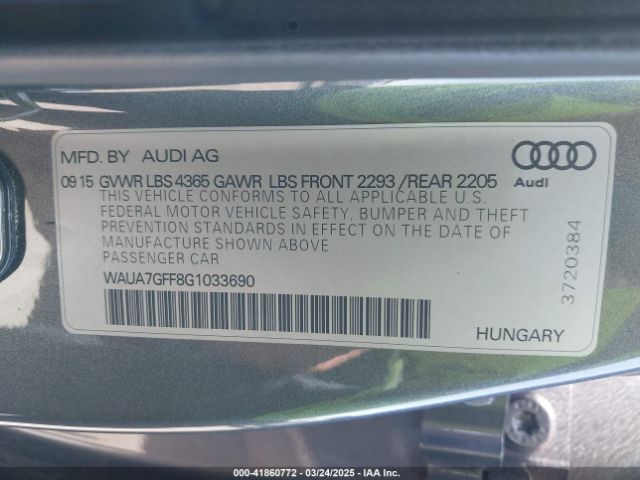 MFD. BY AUDI AG
Audi
09 15 GVWR LBS 4365 GAWR LBS FRONT 2293 /REAR 2205
THIS VEHICLE CONFORMS TO ALL APPLICABLE U.S.
FEDERAL MOTOR VEHICLE SAFETY, BUMPER AND THEFT
PREVENTION STANDARDS IN EFFECT ON THE DATE OF
MANUFACTURE SHOWN ABOVE
PASSENGER CAR
WAUA7GFF8G1033690
HUNGARY
3720384
000-41860772 — 03/24/2025 — IAA Inc.